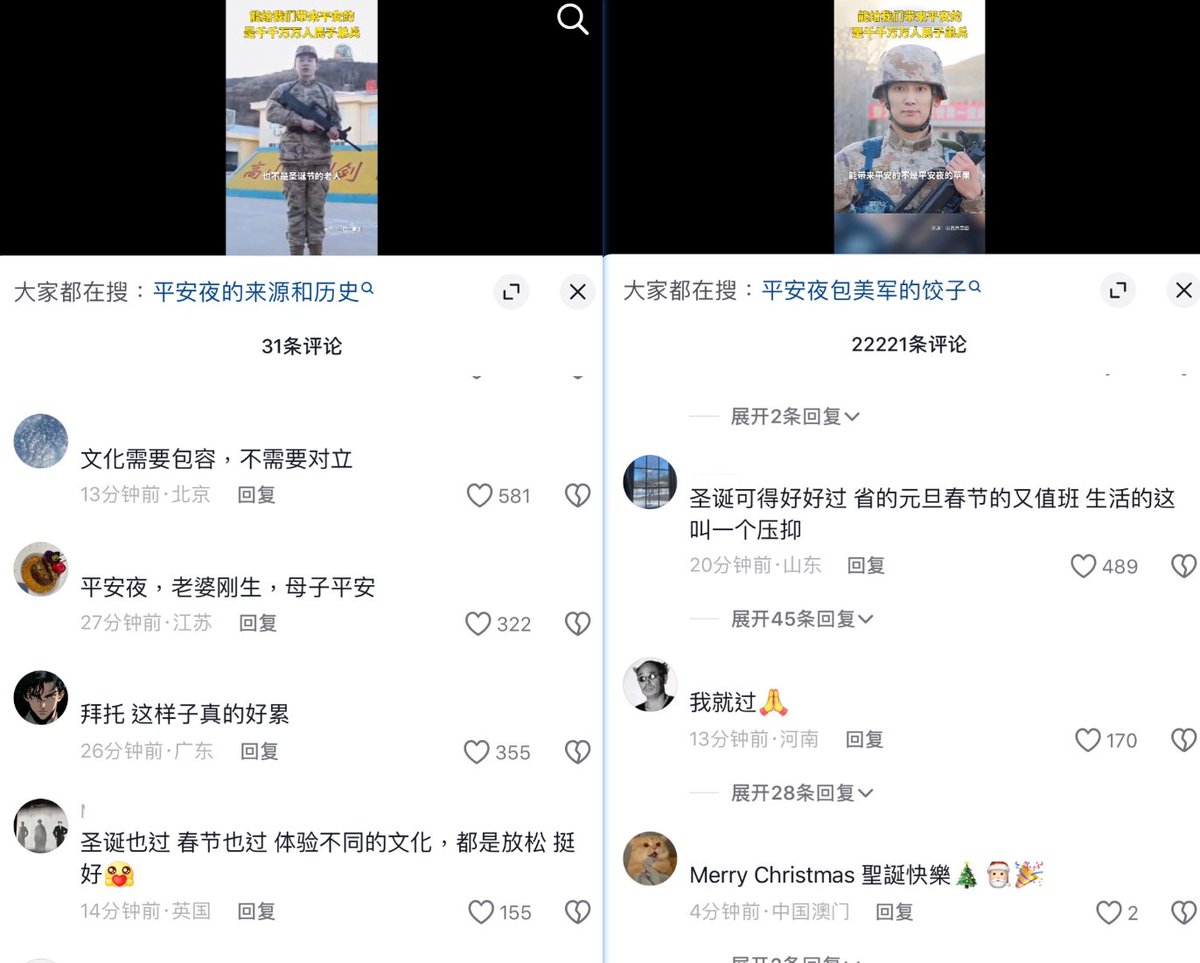 能给我们带来平安的
是千千万万人民子弟兵
也不是圣诞节的老人
大家都在搜：平安夜的来源和历史
31条评论
文化需要包容，不需要对立
13分钟前·北京 回复
581
平安夜，老婆刚生，母子平安
27分钟前·江苏 回复
322
拜托 这样子真的好累
26分钟前·广东 回复
355
圣诞也过 春节也过 体验不同的文化，都是放松 挺
好🥰
14分钟前·英国 回复
155
能给我们带来平安的
是千千万万人民子弟兵
能带来平安的不是平安夜的苹果
大家都在搜：平安夜包美军的饺子
22221条评论
展开2条回复
圣诞可得好好过 省的元旦春节的又值班 生活的这
叫一个压抑
20分钟前·山东 回复
489
展开45条回复
我就过🙏
13分钟前·河南 回复
170
展开28条回复
Merry Christmas 聖誕快樂🎄🎅🎉
4分钟前·中国澳门 回复
2
展开2条回复